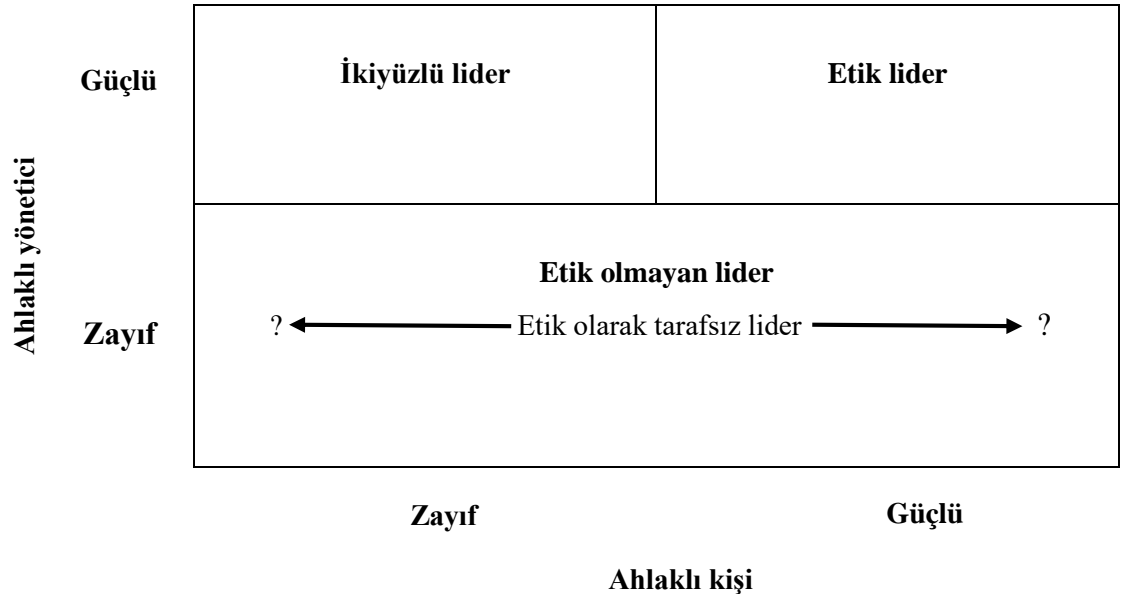 Güçlü
İkiyüzlü lider
Etik lider
Ahlaklı yönetici
Zayıf
Etik olmayan lider
? Etik olarak tarafsız lider ?
Zayıf
Güçlü
Ahlaklı kişi